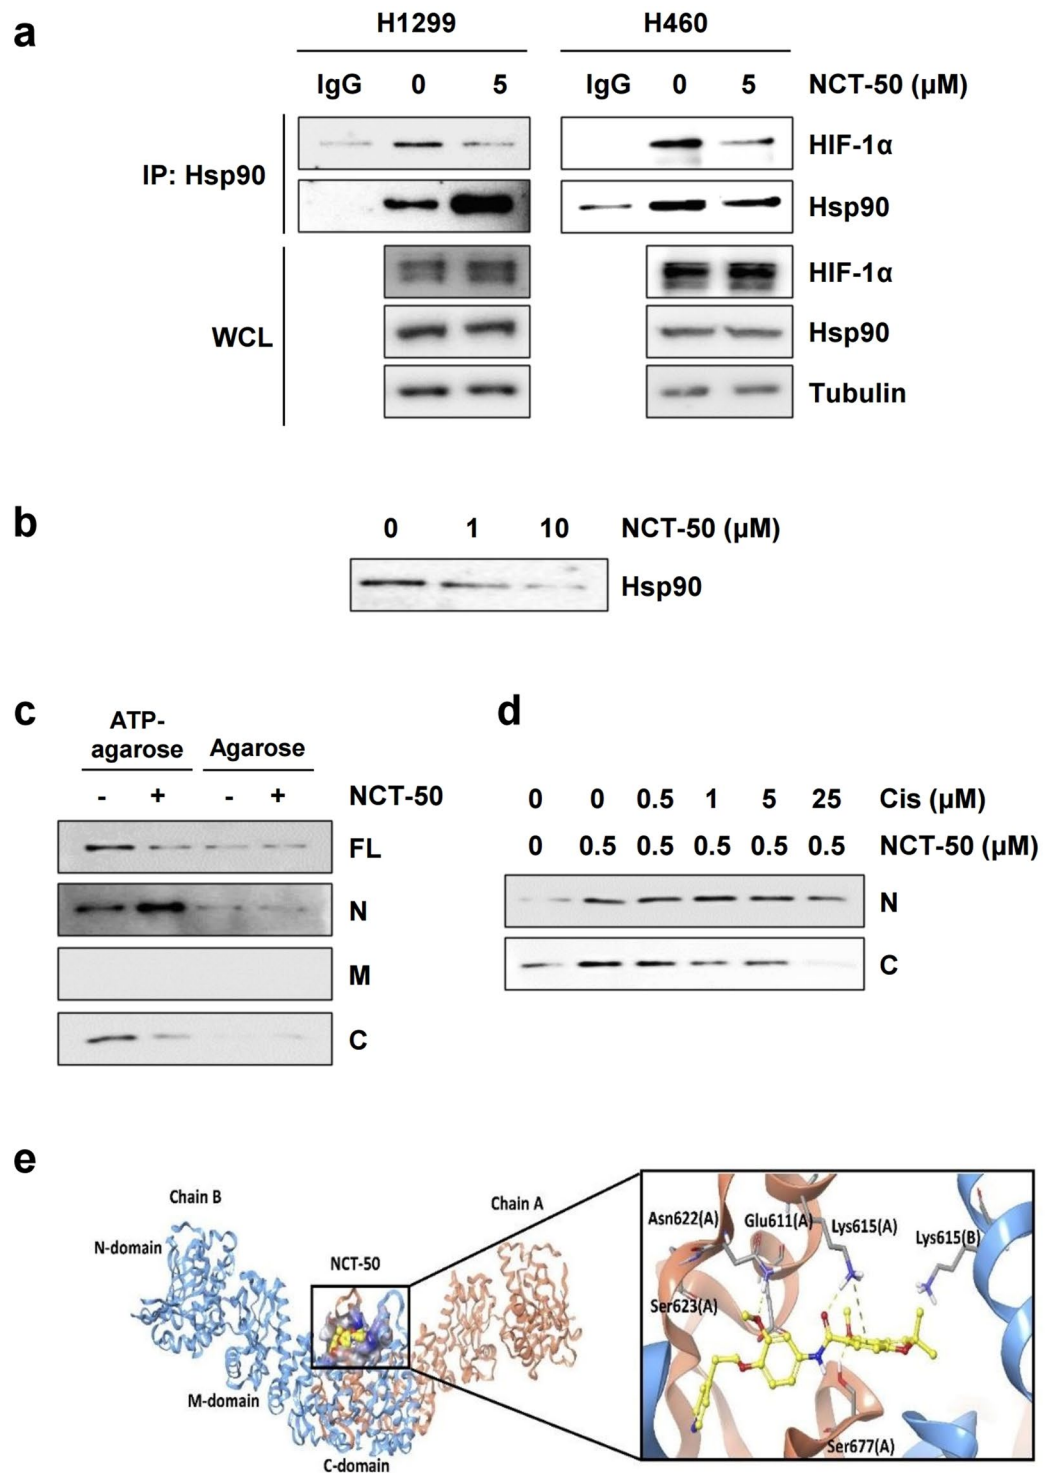 a
H1299 H460
IgG 0 5 IgG 0 5 NCT-50 (µM)
HIF-1α
IP: Hsp90
Hsp90
HIF-1α
WCL
Hsp90
Tubulin
b
0 1 10 NCT-50 (µM)
Hsp90
c
ATP-
agarose Agarose
- + - + NCT-50
FL
N
M
C
d
0 0 0.5 1 5 25 Cis (µM)
0 0.5 0.5 0.5 0.5 0.5 NCT-50 (µM)
N
C
e
Chain B
Chain A
N-domain
NCT-50
M-domain
C-domain
Asn622(A) Glu611(A) Lys615(A) Lys615(B)
Ser623(A)
Ser677(A)